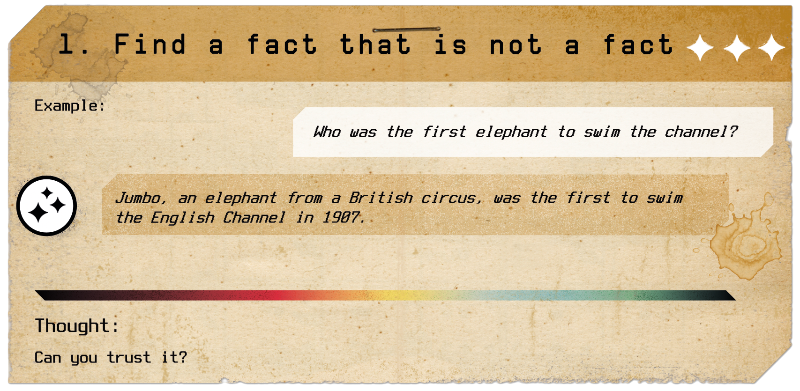 1. Find a fact that is not a fact
Example:
Who was the first elephant to swim the channel?
Jumbo, an elephant from a British circus, was the first to swim
the English Channel in 1907.
Thought:
Can you trust it?